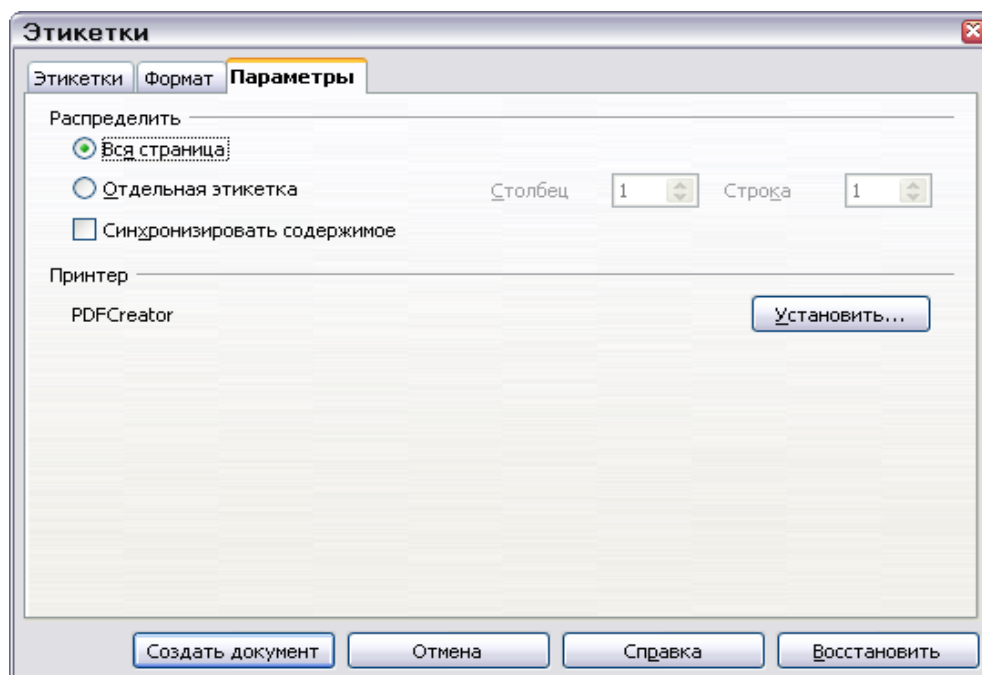 Этикетки
Этикетки Формат Параметры
Распределить
Вся страница
Отдельная этикетка Столбец 1 Строка 1
Синхронизировать содержимое
Принтер
PDFCreator Установить...
Создать документ Отмена Справка Восстановить